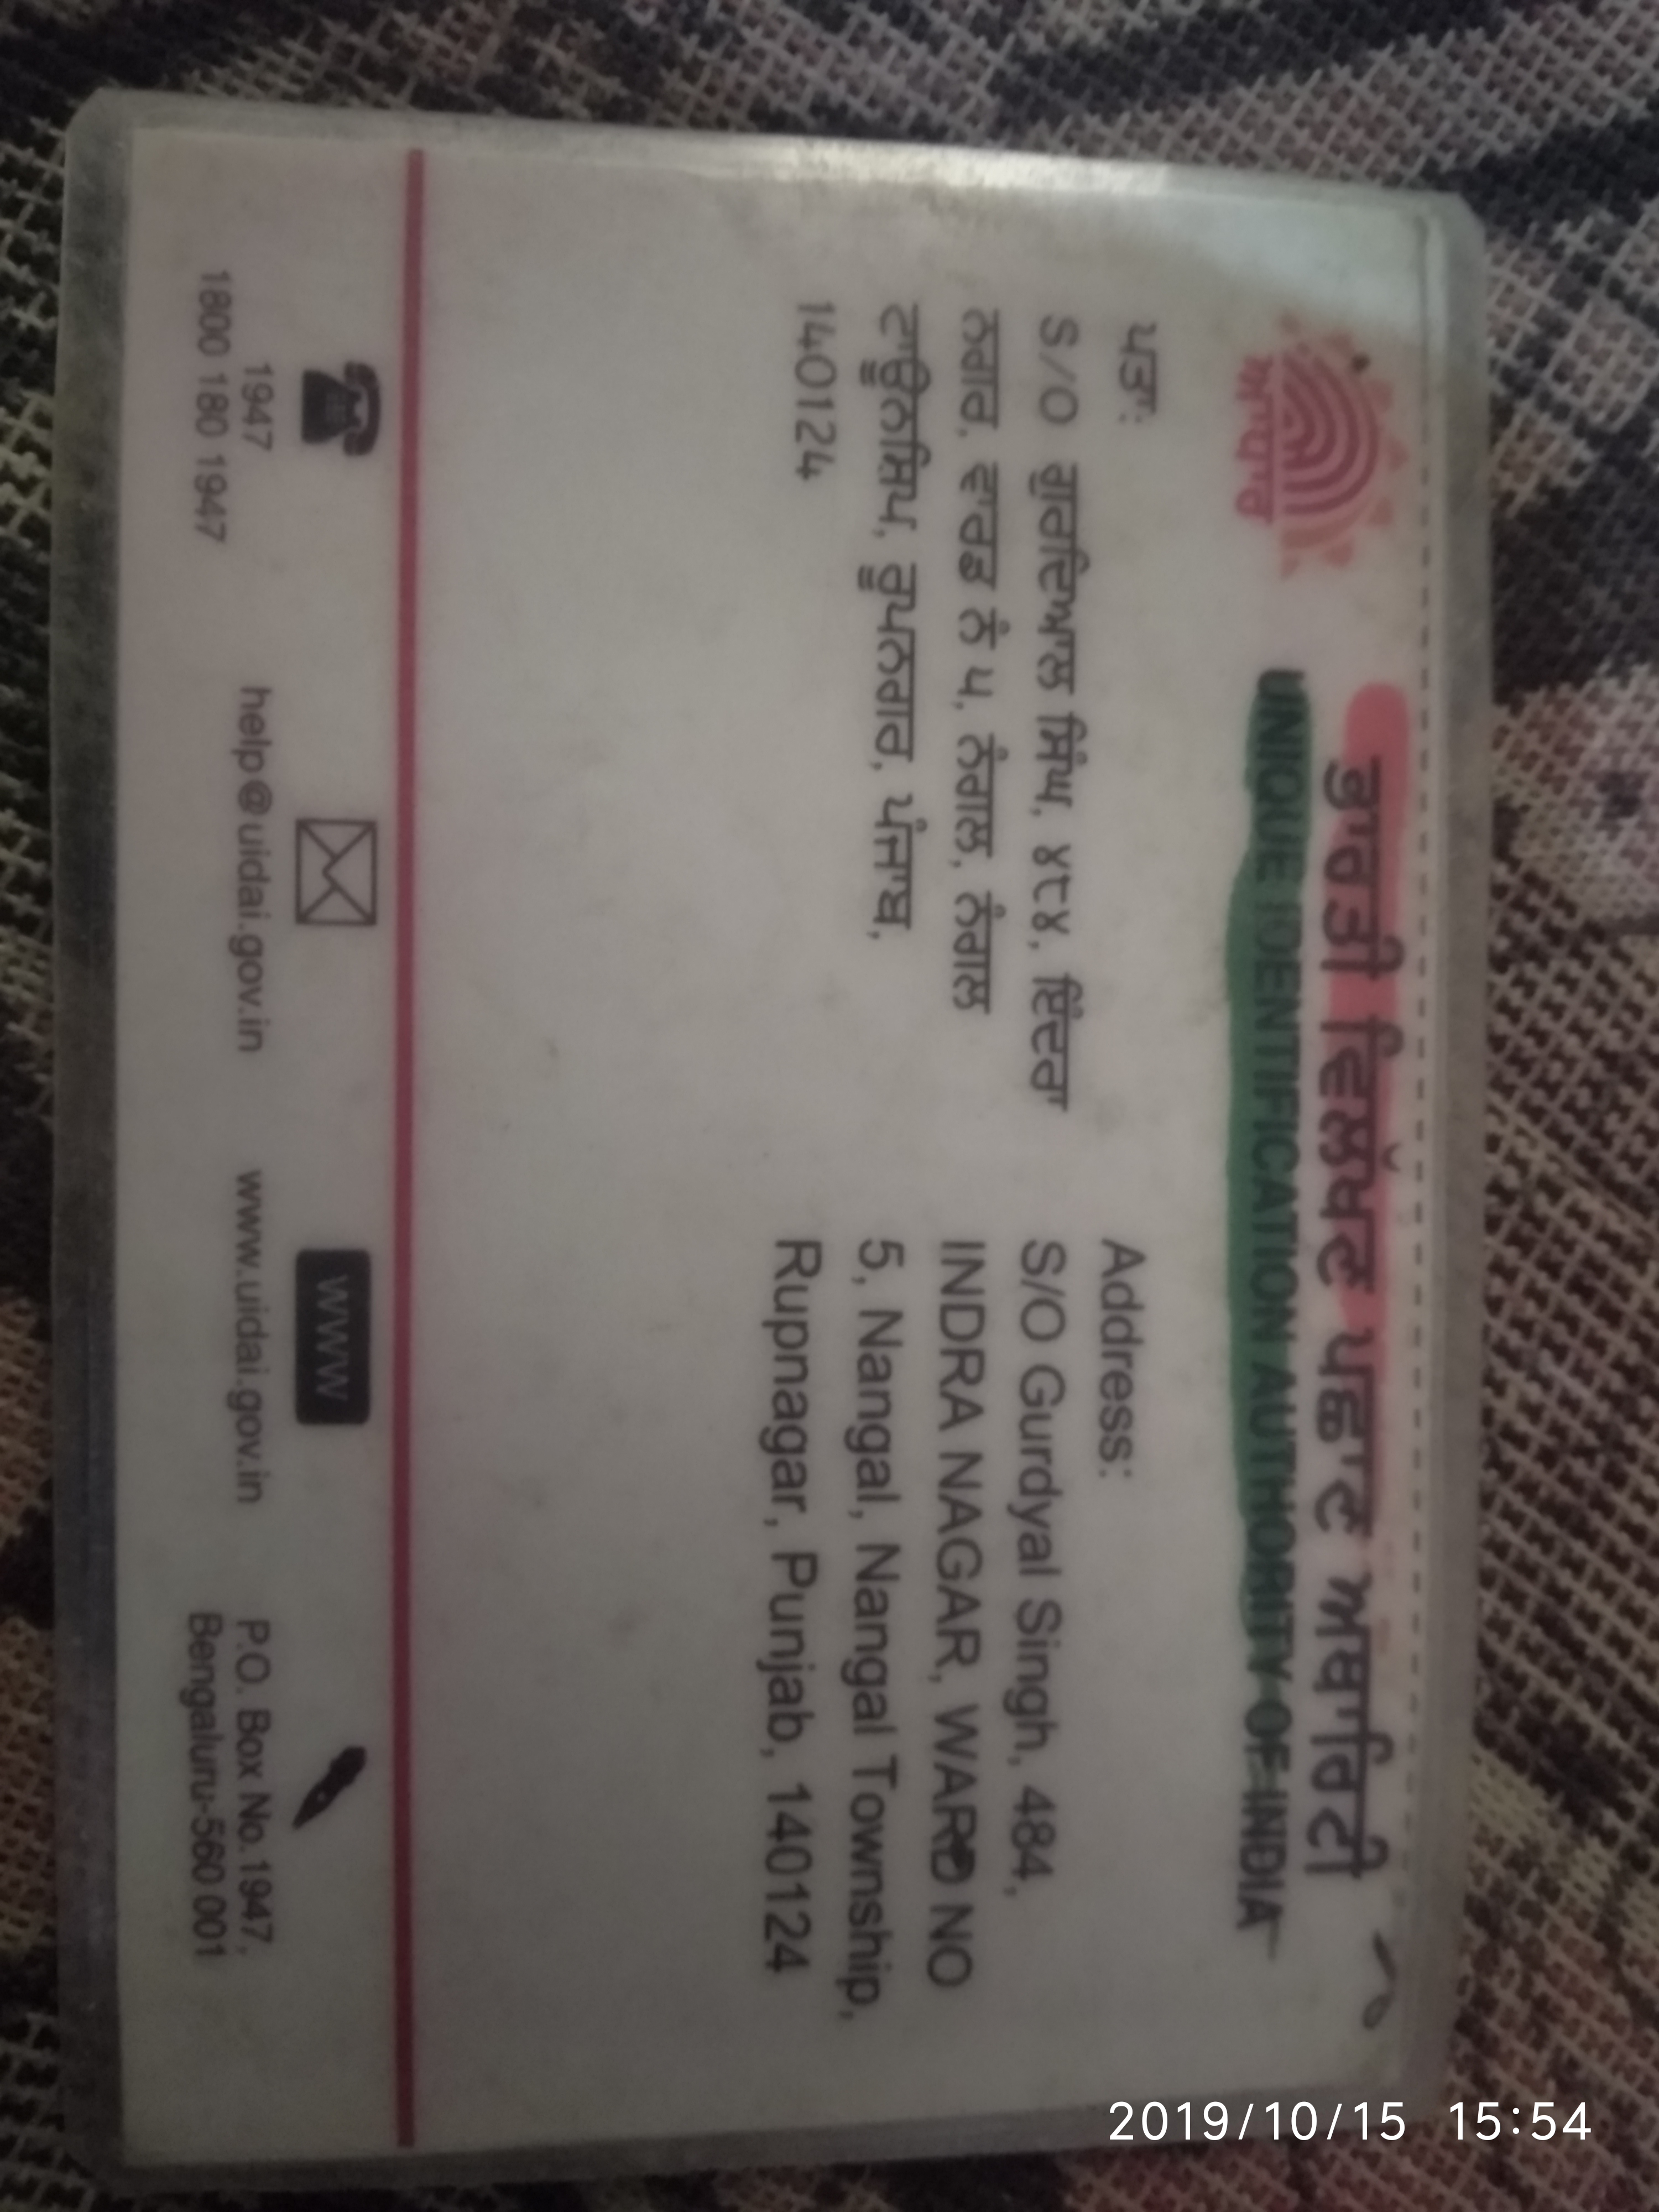 ਭਾਰਤੀ ਵਿਲੱਖਣ ਪਛਾਣ ਅਥਾਰਿਟੀ
UNIQUE IDENTIFICATION AUTHORITY OF INDIA
ਆਧਾਰ
ਪਤਾ:
S/O ਗੁਰਦਿਆਲ ਸਿੰਘ, ੪੮੪, ਇੰਦਰਾ
ਨਗਰ, ਵਾਰਡ ਨੰ ੫, ਨੰਗਲ, ਨੰਗਲ
ਟਾਊਨਸ਼ਿਪ, ਰੂਪਨਗਰ, ਪੰਜਾਬ,
140124
Address:
S/O Gurdyal Singh, 484,
INDRA NAGAR, WARD NO
5, Nangal, Nangal Township,
Rupnagar, Punjab, 140124
1947
1800 180 1947
help@uidai.gov.in
WWW
www.uidai.gov.in
P.O. Box No.1947,
Bengaluru-560 001
2019/10/15 15:54